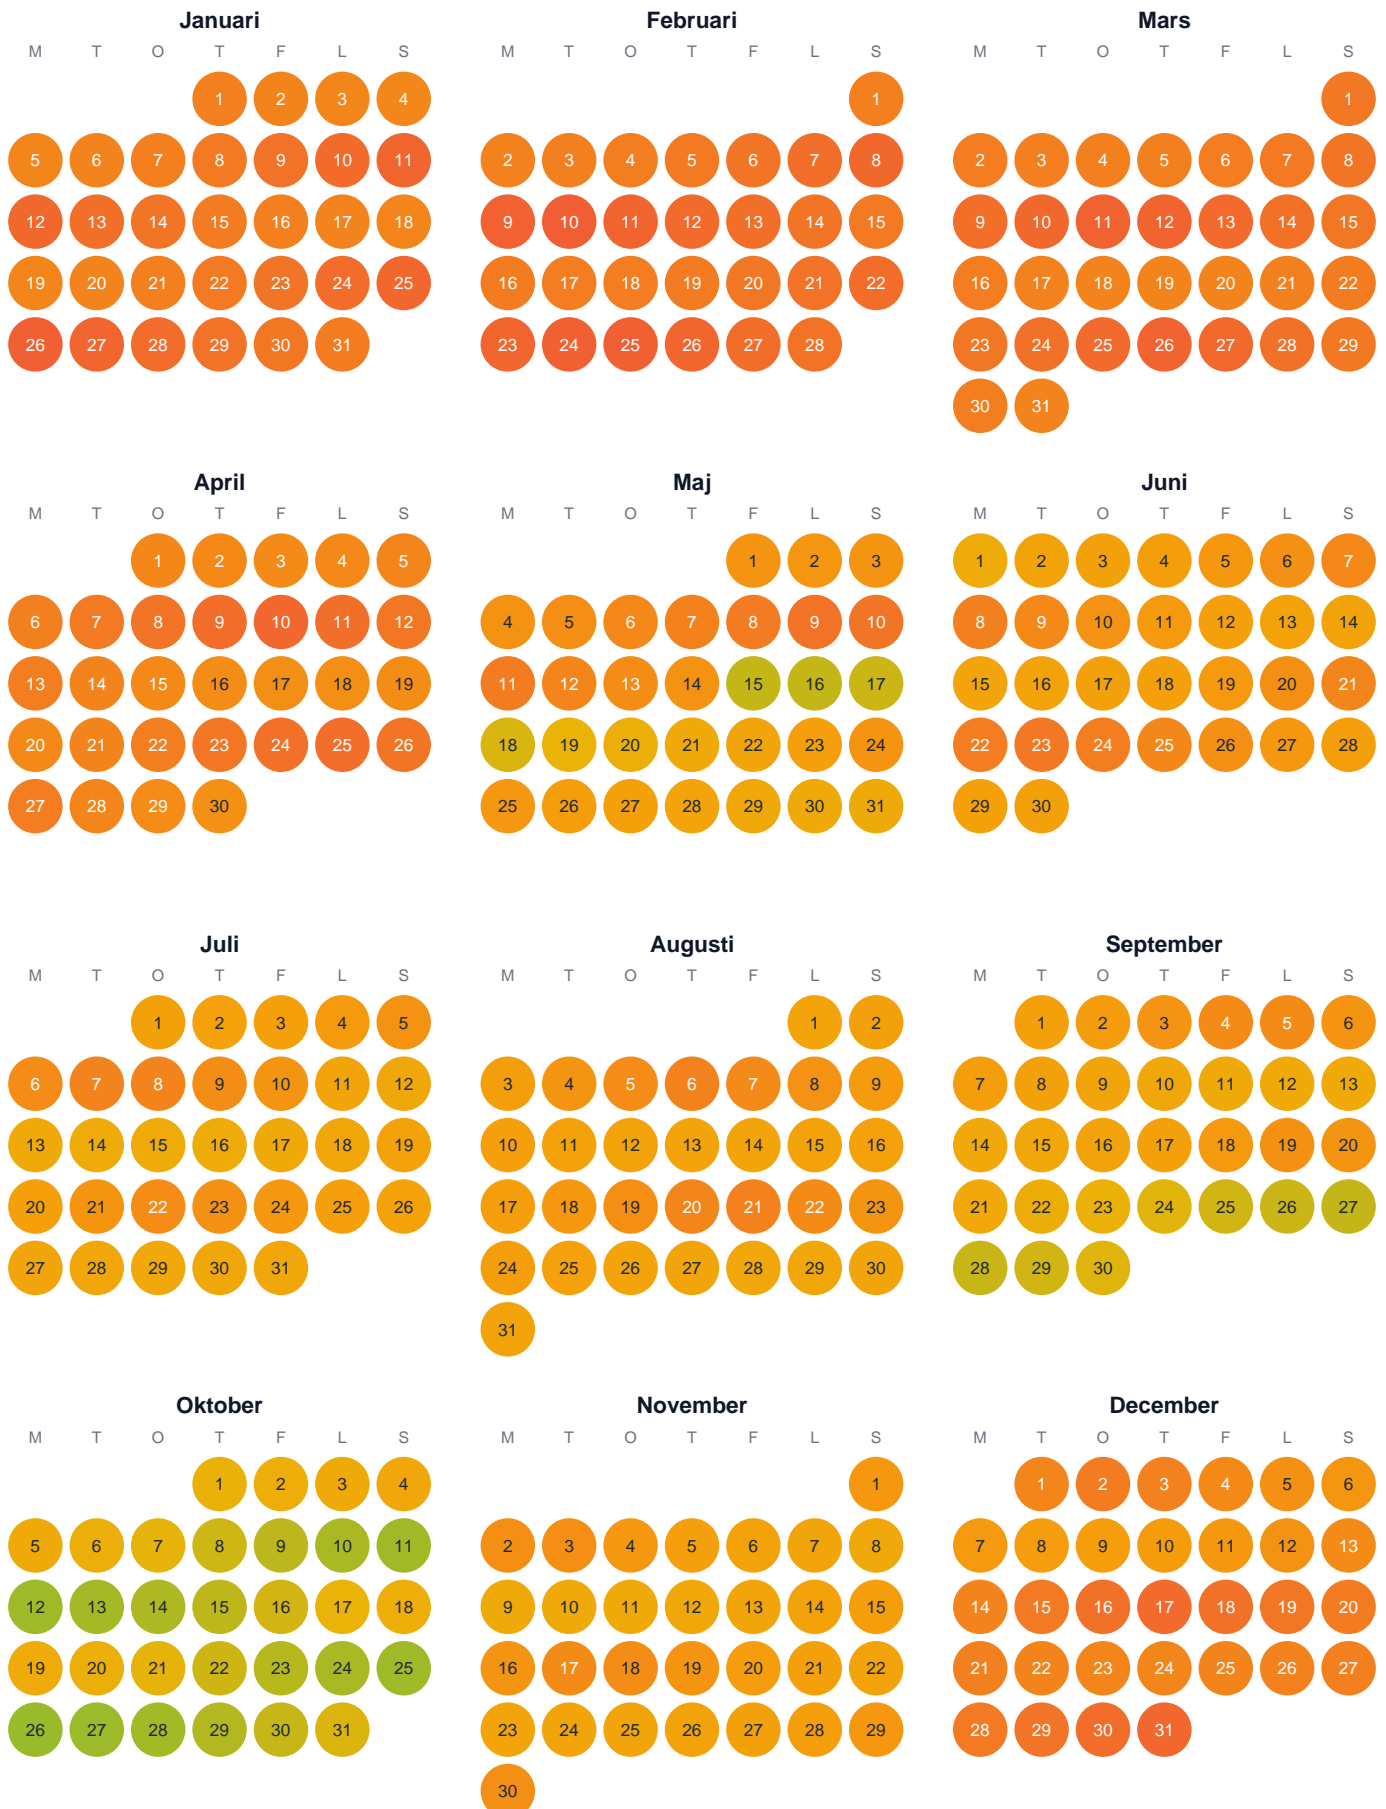 Januari Februari Mars
M T O T F L S M T O T F L S M T O T F L S
1 2 3 4 1 1
5 6 7 8 9 10 11 2 3 4 5 6 7 8 2 3 4 5 6 7 8
12 13 14 15 16 17 18 9 10 11 12 13 14 15 9 10 11 12 13 14 15
19 20 21 22 23 24 25 16 17 18 19 20 21 22 16 17 18 19 20 21 22
26 27 28 29 30 31 23 24 25 26 27 28 23 24 25 26 27 28 29
30 31
April Maj Juni
M T O T F L S M T O T F L S M T O T F L S
1 2 3 4 5 1 2 3 1 2 3 4 5 6 7
6 7 8 9 10 11 12 4 5 6 7 8 9 10 8 9 10 11 12 13 14
13 14 15 16 17 18 19 11 12 13 14 15 16 17 15 16 17 18 19 20 21
20 21 22 23 24 25 26 18 19 20 21 22 23 24 22 23 24 25 26 27 28
27 28 29 30 25 26 27 28 29 30 31 29 30
Juli Augusti September
M T O T F L S M T O T F L S M T O T F L S
1 2 3 4 5 1 2 1 2 3 4 5 6
6 7 8 9 10 11 12 3 4 5 6 7 8 9 7 8 9 10 11 12 13
13 14 15 16 17 18 19 10 11 12 13 14 15 16 14 15 16 17 18 19 20
20 21 22 23 24 25 26 17 18 19 20 21 22 23 21 22 23 24 25 26 27
27 28 29 30 31 24 25 26 27 28 29 30 28 29 30
31
Oktober November December
M T O T F L S M T O T F L S M T O T F L S
1 2 3 4 1 1 2 3 4 5 6
5 6 7 8 9 10 11 2 3 4 5 6 7 8 7 8 9 10 11 12 13
12 13 14 15 16 17 18 9 10 11 12 13 14 15 14 15 16 17 18 19 20
19 20 21 22 23 24 25 16 17 18 19 20 21 22 21 22 23 24 25 26 27
26 27 28 29 30 31 23 24 25 26 27 28 29 28 29 30 31
30